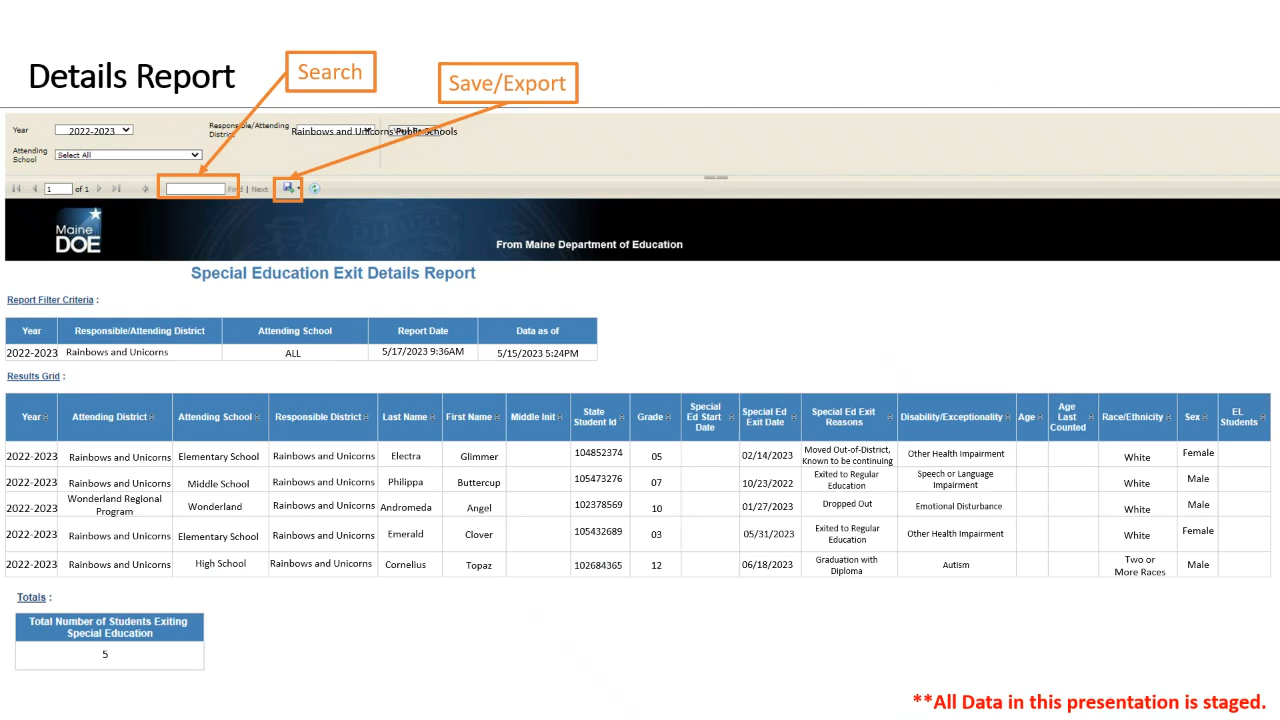 Details Report
Search
Save/Export
Year
2022-2023
Responsible/Attending
District
Rainbows and Unicorns Public Schools
Attending
School
Select All
1 of 1
Find | Next
Maine
DOE
From Maine Department of Education
Special Education Exit Details Report
Report Filter Criteria :
Year Responsible/Attending District Attending School Report Date Data as of
2022-2023 Rainbows and Unicorns ALL 5/17/2023 9:36AM 5/15/2023 5:24PM
Results Grid :
Year Attending District Attending School Responsible District Last Name First Name Middle Init State Student Id Grade Special Ed Start Date Special Ed Exit Date Special Ed Exit Reasons Disability/Exceptionality Age Age Last Counted Race/Ethnicity Sex EL Students
2022-2023 Rainbows and Unicorns Elementary School Rainbows and Unicorns Electra Glimmer 104852374 05 02/14/2023 Moved Out-of-District, Known to be continuing Other Health Impairment White Female
2022-2023 Rainbows and Unicorns Middle School Rainbows and Unicorns Philippa Buttercup 105473276 07 10/23/2022 Exited to Regular Education Speech or Language Impairment White Male
2022-2023 Wonderland Regional Program Wonderland Rainbows and Unicorns Andromeda Angel 102378569 10 01/27/2023 Dropped Out Emotional Disturbance White Male
2022-2023 Rainbows and Unicorns Elementary School Rainbows and Unicorns Emerald Clover 105432689 03 05/31/2023 Exited to Regular Education Other Health Impairment White Female
2022-2023 Rainbows and Unicorns High School Rainbows and Unicorns Cornelius Topaz 102684365 12 06/18/2023 Graduation with Diploma Autism Two or More Races Male
Totals :
Total Number of Students Exiting
Special Education
5
**All Data in this presentation is staged.